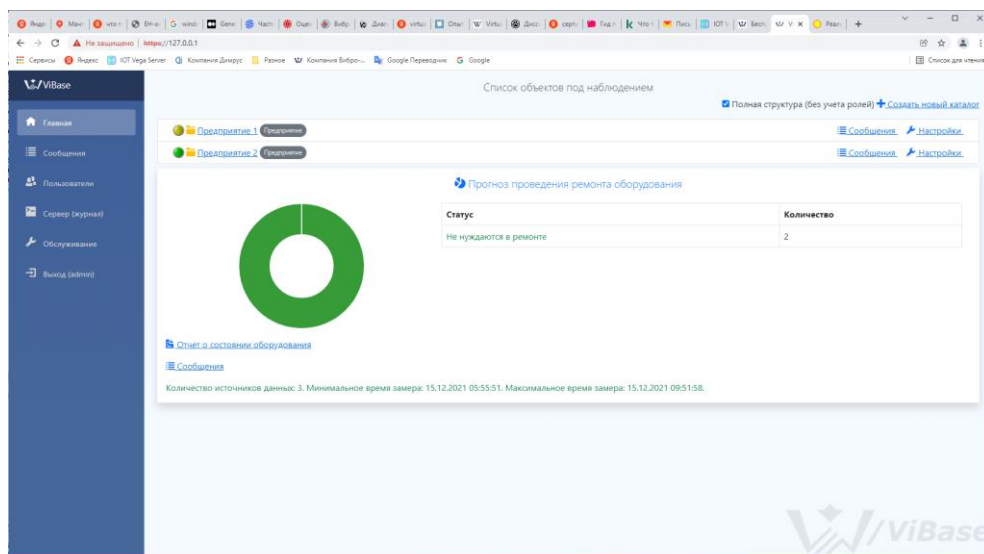 Не защищено https://127.0.0.1
Сервисы Яндекс IOT Vega Server Компания Димрус Разное Компания Вибро-... Google Переводчик G Google Список для чтения
ViBase
Список объектов под наблюдением
Полная структура (без учета ролей) Создать новый каталог
Главная
Сообщения
Пользователи
Сервер (журнал)
Обслуживание
Выход (admin)
Предприятие 1 Предприятие Сообщения Настройки
Предприятие 2 Предприятие Сообщения Настройки
Прогноз проведения ремонта оборудования
Статус Количество
Не нуждаются в ремонте 2
Отчет о состоянии оборудования
Сообщения
Количество источников данных: 3. Минимальное время замера: 15.12.2021 05:55:51. Максимальное время замера: 15.12.2021 09:51:58.
/ViBase